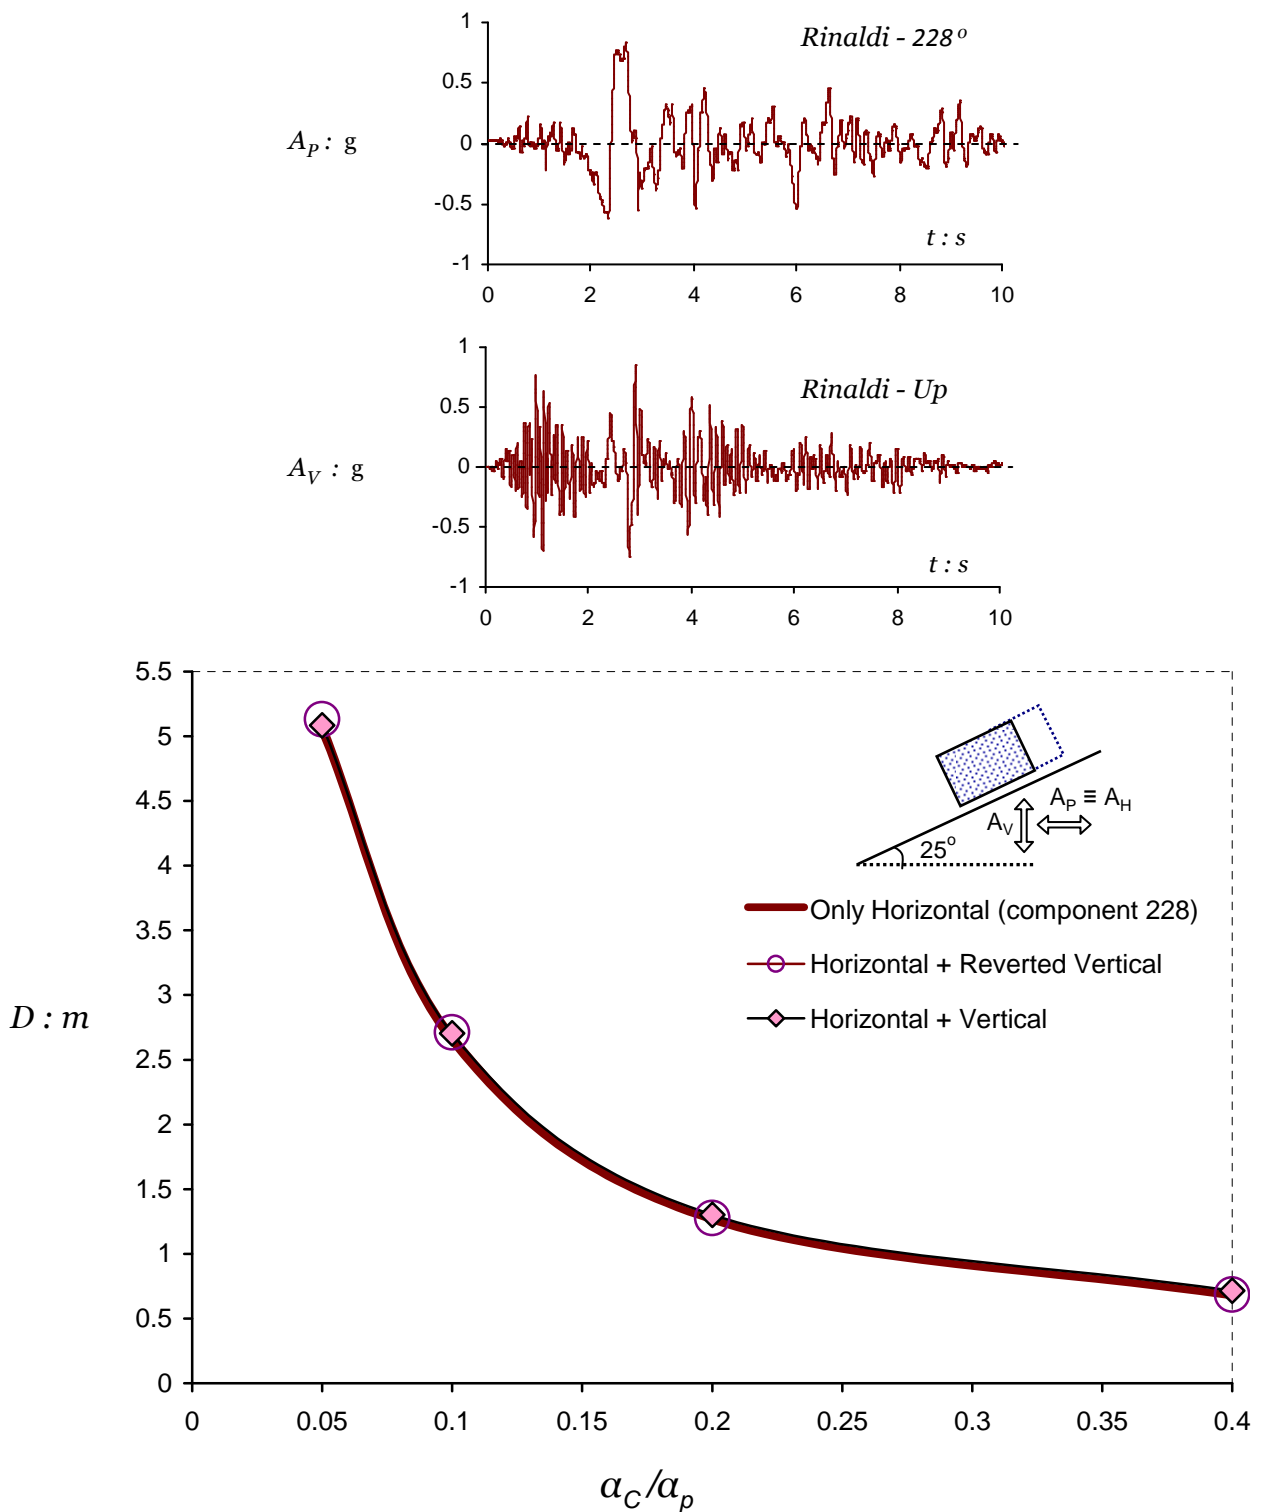 1
Rinaldi - 228º
0.5
A_P : g
0
-0.5
t : s
-1
0 2 4 6 8 10
1
Rinaldi - Up
0.5
A_V : g
0
-0.5
t : s
-1
0 2 4 6 8 10
5.5
5
4.5
A_P ≡ A_H
A_V
25º
4
Only Horizontal (component 228)
3.5
Horizontal + Reverted Vertical
3
D : m
Horizontal + Vertical
2.5
2
1.5
1
0.5
0
0 0.05 0.1 0.15 0.2 0.25 0.3 0.35 0.4
α_C/α_p